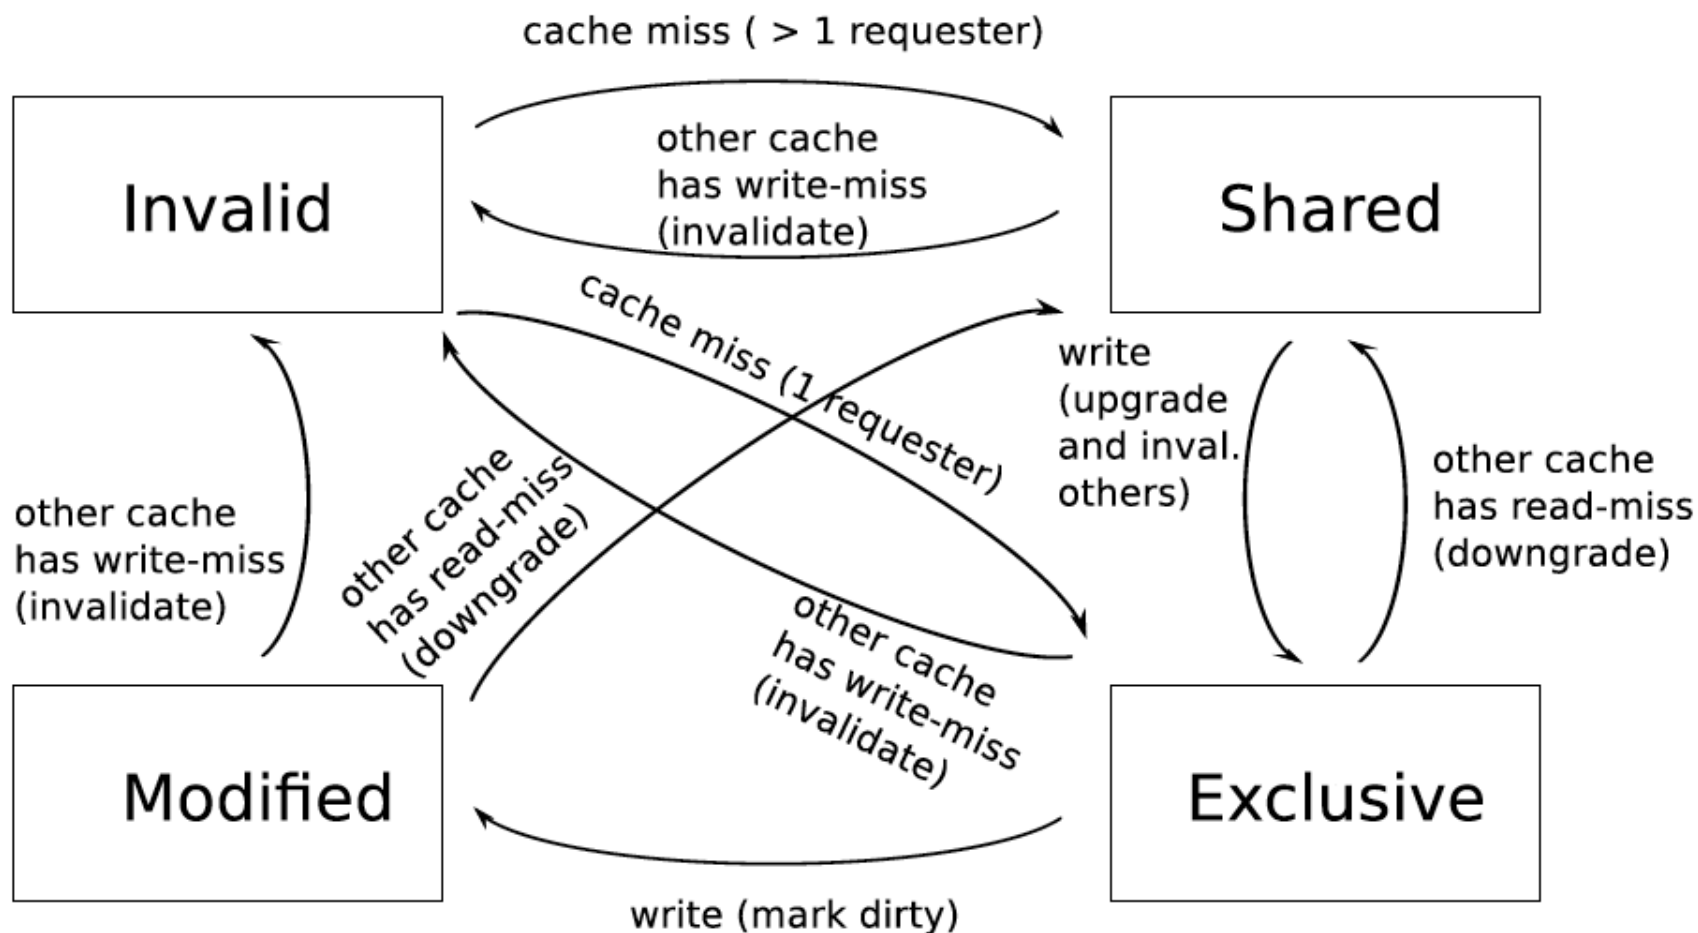 cache miss ( > 1 requester)
Invalid
other cache
has write-miss
(invalidate)
Shared
cache miss (1 requester)
write
(upgrade
and inval.
others)
other cache
has read-miss
(downgrade)
other cache
has write-miss
(invalidate)
other cache
has read-miss
(downgrade)
other cache
has write-miss
(invalidate)
Modified
Exclusive
write (mark dirty)